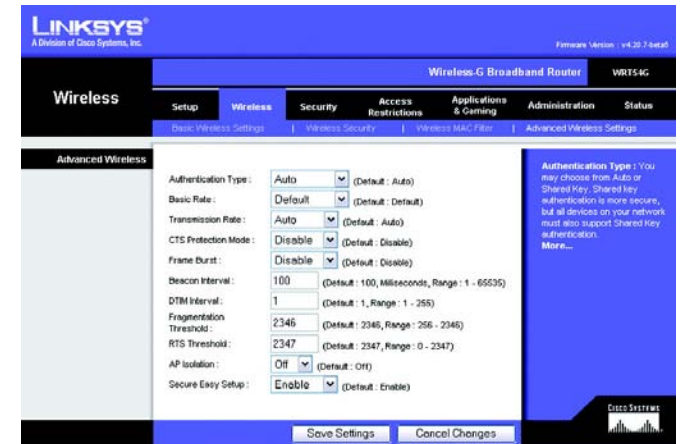 LINKSYS®
A Division of Cisco Systems, Inc.
Firmware Version : v4.20.7-beta5
Wireless-G Broadband Router WRT54G
Wireless
Setup Wireless Security Access Restrictions Applications & Gaming Administration Status
Basic Wireless Settings | Wireless Security | Wireless MAC Filter | Advanced Wireless Settings
Advanced Wireless
Authentication Type : Auto (Default : Auto)
Basic Rate : Default (Default : Default)
Transmission Rate : Auto (Default : Auto)
CTS Protection Mode : Disable (Default : Disable)
Frame Burst : Disable (Default : Disable)
Beacon Interval : 100 (Default : 100, Miliseconds, Range : 1 - 65535)
DTIM Interval : 1 (Default : 1, Range : 1 - 255)
Fragmentation Threshold : 2346 (Default : 2346, Range : 256 - 2346)
RTS Threshold : 2347 (Default : 2347, Range : 0 - 2347)
AP Isolation : Off (Default : Off)
Secure Easy Setup : Enable (Default : Enable)
Authentication Type : You
may choose from Auto or
Shared Key. Shared key
authentication is more secure,
but all devices on your network
must also support Shared Key
authentication.
More...
Save Settings Cancel Changes
CISCO SYSTEMS